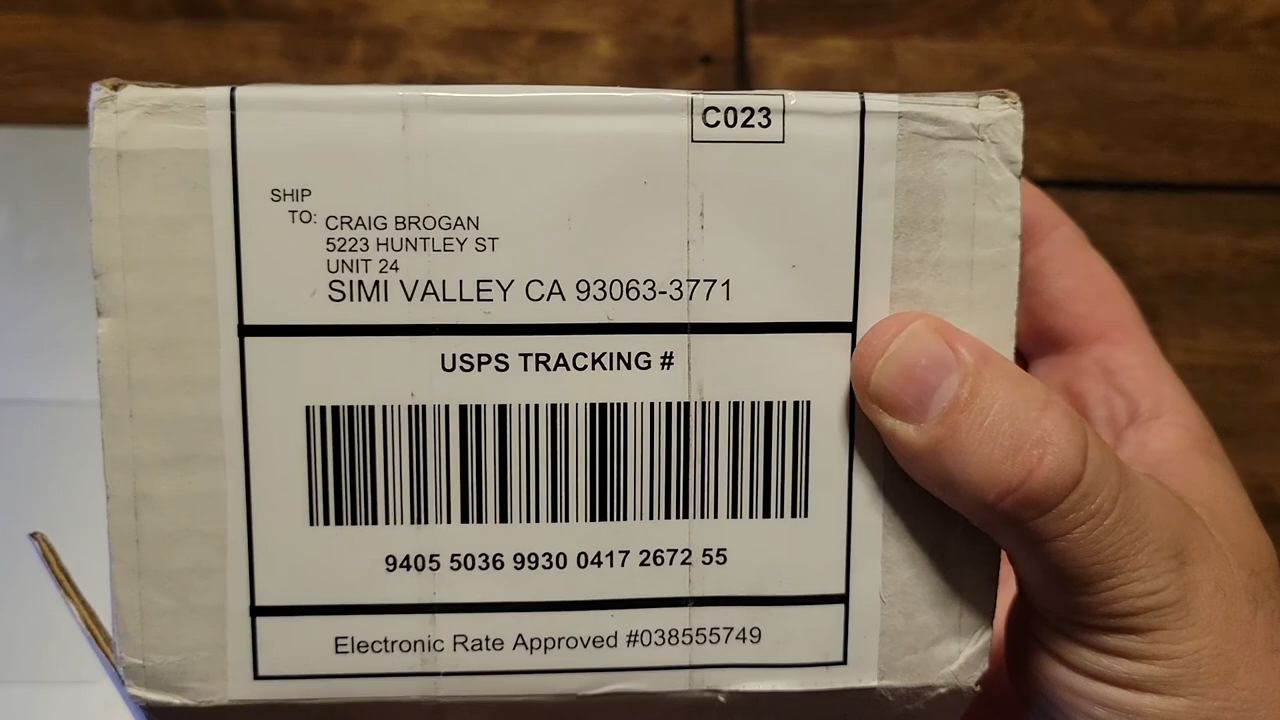 C023
SHIP
TO:
CRAIG BROGAN
5223 HUNTLEY ST
UNIT 24
SIMI VALLEY CA 93063-3771
USPS TRACKING #
9405 5036 9930 0417 2672 55
Electronic Rate Approved #038555749